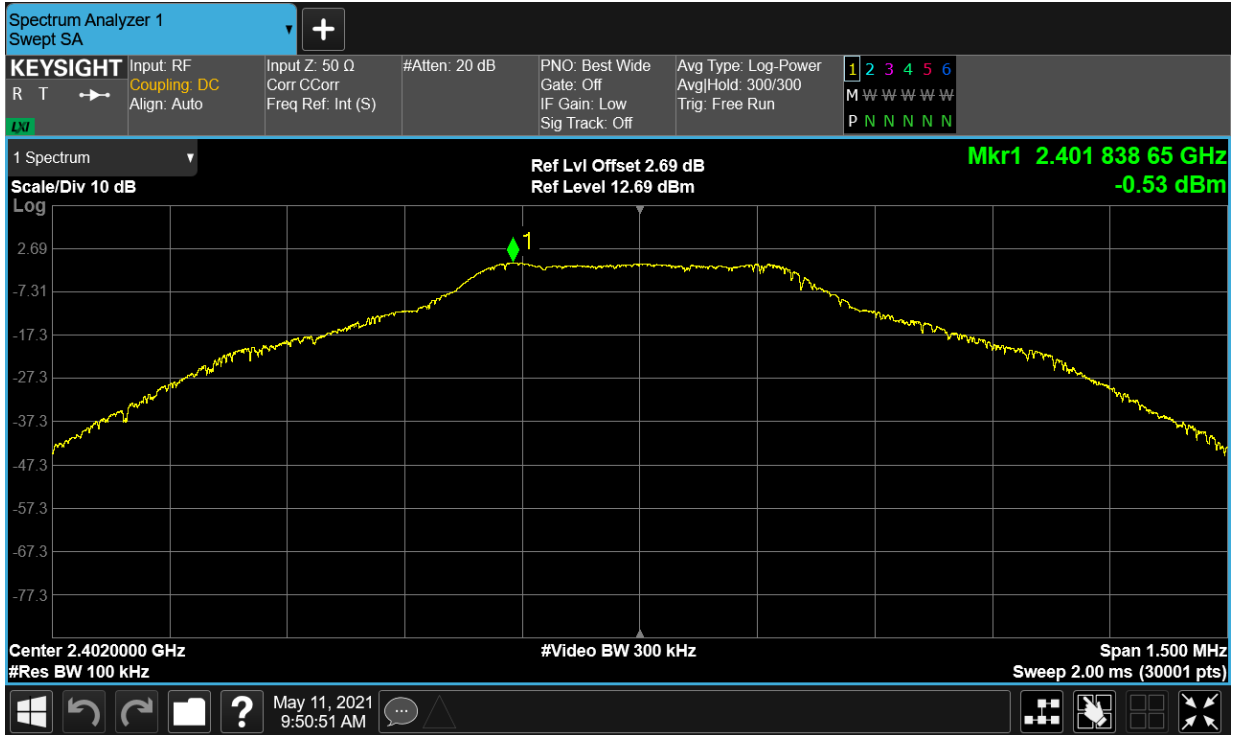 Spectrum Analyzer 1
Swept SA
+
KEYSIGHT
R T
LXI
Input: RF
Coupling: DC
Align: Auto
Input Z: 50 Ω
Corr CCorr
Freq Ref: Int (S)
#Atten: 20 dB
PNO: Best Wide
Gate: Off
IF Gain: Low
Sig Track: Off
Avg Type: Log-Power
Avg|Hold: 300/300
Trig: Free Run
1 2 3 4 5 6
M W W W W W
P N N N N N
1 Spectrum
Scale/Div 10 dB
Log
Ref Lvl Offset 2.69 dB
Ref Level 12.69 dBm
Mkr1 2.401 838 65 GHz
-0.53 dBm
1
2.69
-7.31
-17.3
-27.3
-37.3
-47.3
-57.3
-67.3
-77.3
Center 2.4020000 GHz
#Res BW 100 kHz
#Video BW 300 kHz
Span 1.500 MHz
Sweep 2.00 ms (30001 pts)
?
May 11, 2021
9:50:51 AM